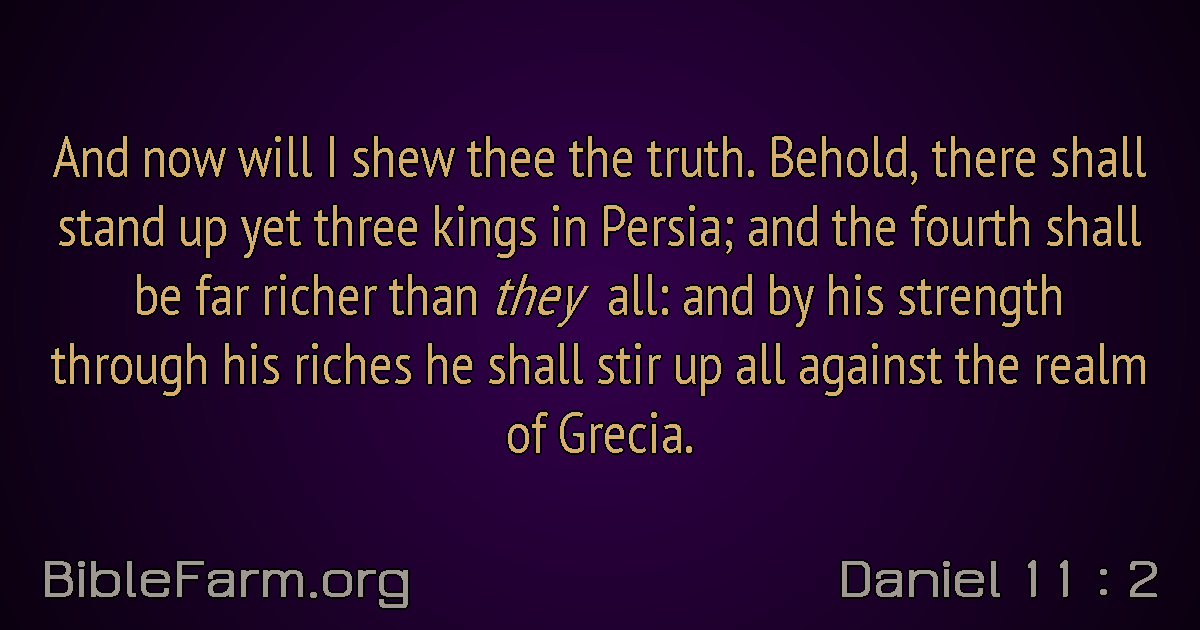 And now will I shew thee the truth. Behold, there shall
stand up yet three kings in Persia; and the fourth shall
be far richer than they all: and by his strength
through his riches he shall stir up all against the realm
of Grecia.
BibleFarm.org
Daniel 11 : 2